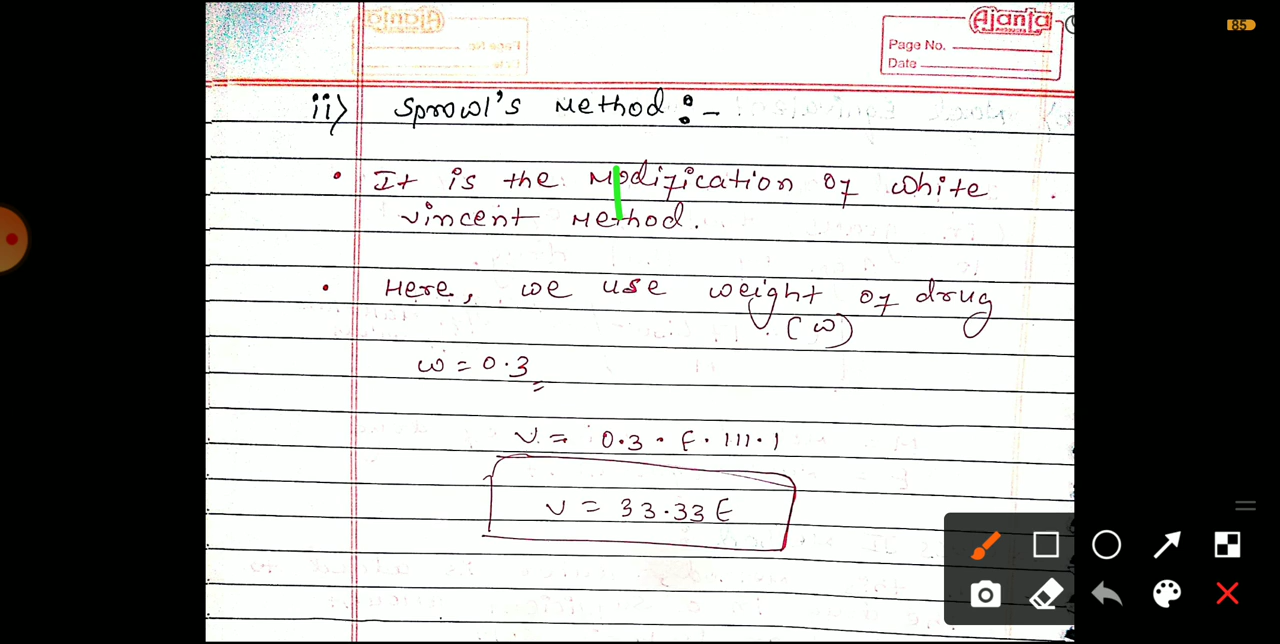 Ajanta
Page No.
Date
ii) Sprowl's Method :-
• It is the Modification of white
vincent Method.
• Here, we use weight of drug
(w)
w = 0.3
V = 0.3 · E · 111.1
V = 33.33 E
85